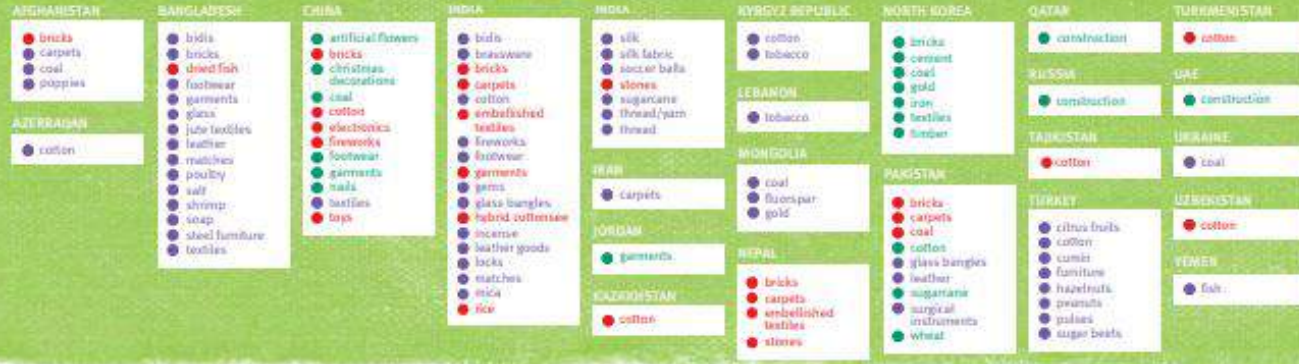 AFGHANISTAN
bricks
carpets
coal
poppies
AZERBAIJAN
cotton
BANGLADESH
bidis
bricks
dried fish
footwear
garments
glass
jute textiles
leather
matches
poultry
salt
shrimp
soap
steel furniture
textiles
CHINA
artificial flowers
bricks
christmas
decorations
coal
cotton
electronics
fireworks
footwear
garments
nails
textiles
toys
INDIA
bidis
brassware
bricks
carpets
cotton
embellished
textiles
fireworks
footwear
garments
gems
glass bangles
hybrid cottonsee
incense
leather goods
locks
matches
mica
rice
INDIA
silk
silk fabric
soccer balls
stones
sugarcane
thread/yarn
thread
IRAN
carpets
JORDAN
garments
KAZAKHSTAN
cotton
KYRGYZ REPUBLIC
cotton
tobacco
LEBANON
tobacco
MONGOLIA
coal
fluorspar
gold
NEPAL
bricks
carpets
embellished
textiles
stones
NORTH KOREA
bricks
cement
coal
gold
iron
textiles
timber
PAKISTAN
bricks
carpets
coal
cotton
glass bangles
leather
sugarcane
surgical
instruments
wheat
QATAR
construction
RUSSIA
construction
TAJIKISTAN
cotton
TURKEY
citrus fruits
cotton
cumin
furniture
hazelnuts
peanuts
pulses
sugar beets
TURKMENISTAN
cotton
UAE
construction
UKRAINE
coal
UZBEKISTAN
cotton
YEMEN
fish